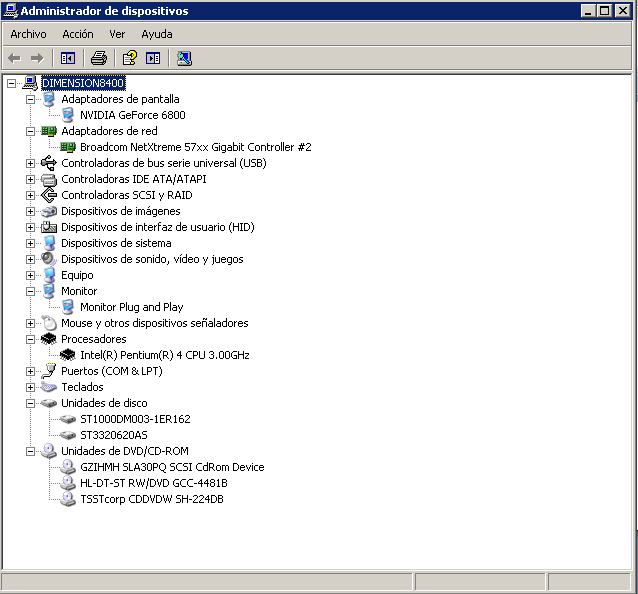 Administrador de dispositivos
Archivo Acción Ver Ayuda
DIMENSION8400
Adaptadores de pantalla
NVIDIA GeForce 6800
Adaptadores de red
Broadcom NetXtreme 57xx Gigabit Controller #2
Controladoras de bus serie universal (USB)
Controladoras IDE ATA/ATAPI
Controladoras SCSI y RAID
Dispositivos de imágenes
Dispositivos de interfaz de usuario (HID)
Dispositivos de sistema
Dispositivos de sonido, vídeo y juegos
Equipo
Monitor
Monitor Plug and Play
Mouse y otros dispositivos señaladores
Procesadores
Intel(R) Pentium(R) 4 CPU 3.00GHz
Puertos (COM & LPT)
Teclados
Unidades de disco
ST1000DM003-1ER162
ST3320620AS
Unidades de DVD/CD-ROM
GZIHMH SLA30PQ SCSI CdRom Device
HL-DT-ST RW/DVD GCC-4481B
TSSTcorp CDDVDW SH-224DB